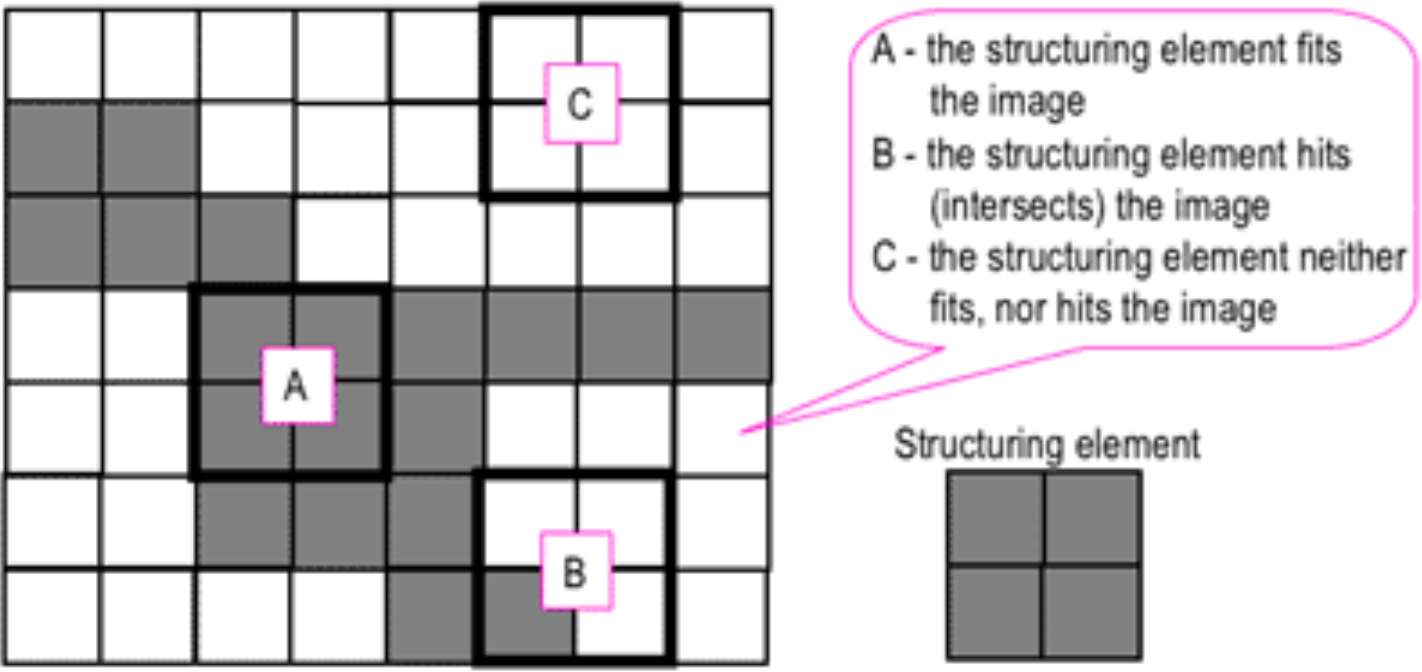 C
A - the structuring element fits
the image
B - the structuring element hits
(intersects) the image
C - the structuring element neither
fits, nor hits the image
A
Structuring element
B